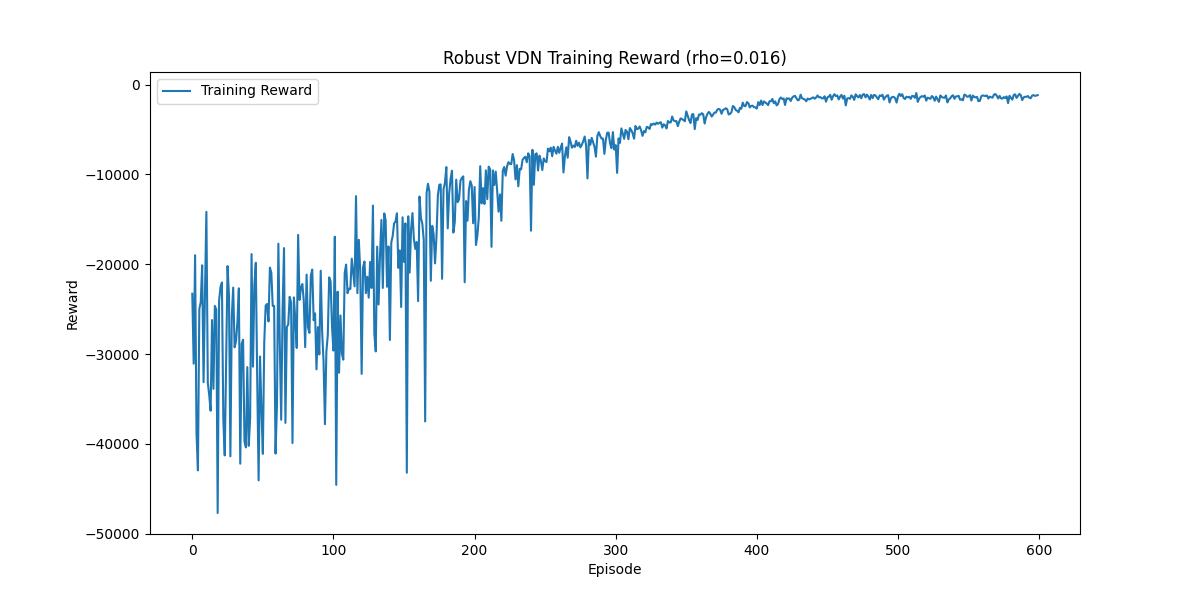 Robust VDN Training Reward (rho=0.016)
Training Reward
0
−10000
−20000
−30000
−40000
−50000
Reward
0 100 200 300 400 500 600
Episode